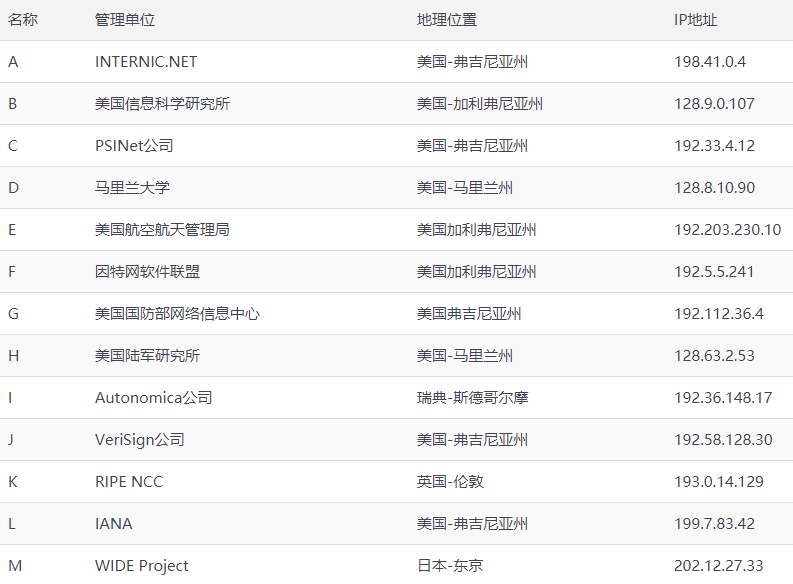 名称 管理单位 地理位置 IP地址
A INTERNIC.NET 美国-弗吉尼亚州 198.41.0.4
B 美国信息科学研究所 美国-加利弗尼亚州 128.9.0.107
C PSINet公司 美国-弗吉尼亚州 192.33.4.12
D 马里兰大学 美国-马里兰州 128.8.10.90
E 美国航空航天管理局 美国加利弗尼亚州 192.203.230.10
F 因特网软件联盟 美国加利弗尼亚州 192.5.5.241
G 美国国防部网络信息中心 美国弗吉尼亚州 192.112.36.4
H 美国陆军研究所 美国-马里兰州 128.63.2.53
I Autonomica公司 瑞典-斯德哥尔摩 192.36.148.17
J VeriSign公司 美国-弗吉尼亚州 192.58.128.30
K RIPE NCC 英国-伦敦 193.0.14.129
L IANA 美国-弗吉尼亚州 199.7.83.42
M WIDE Project 日本-东京 202.12.27.33